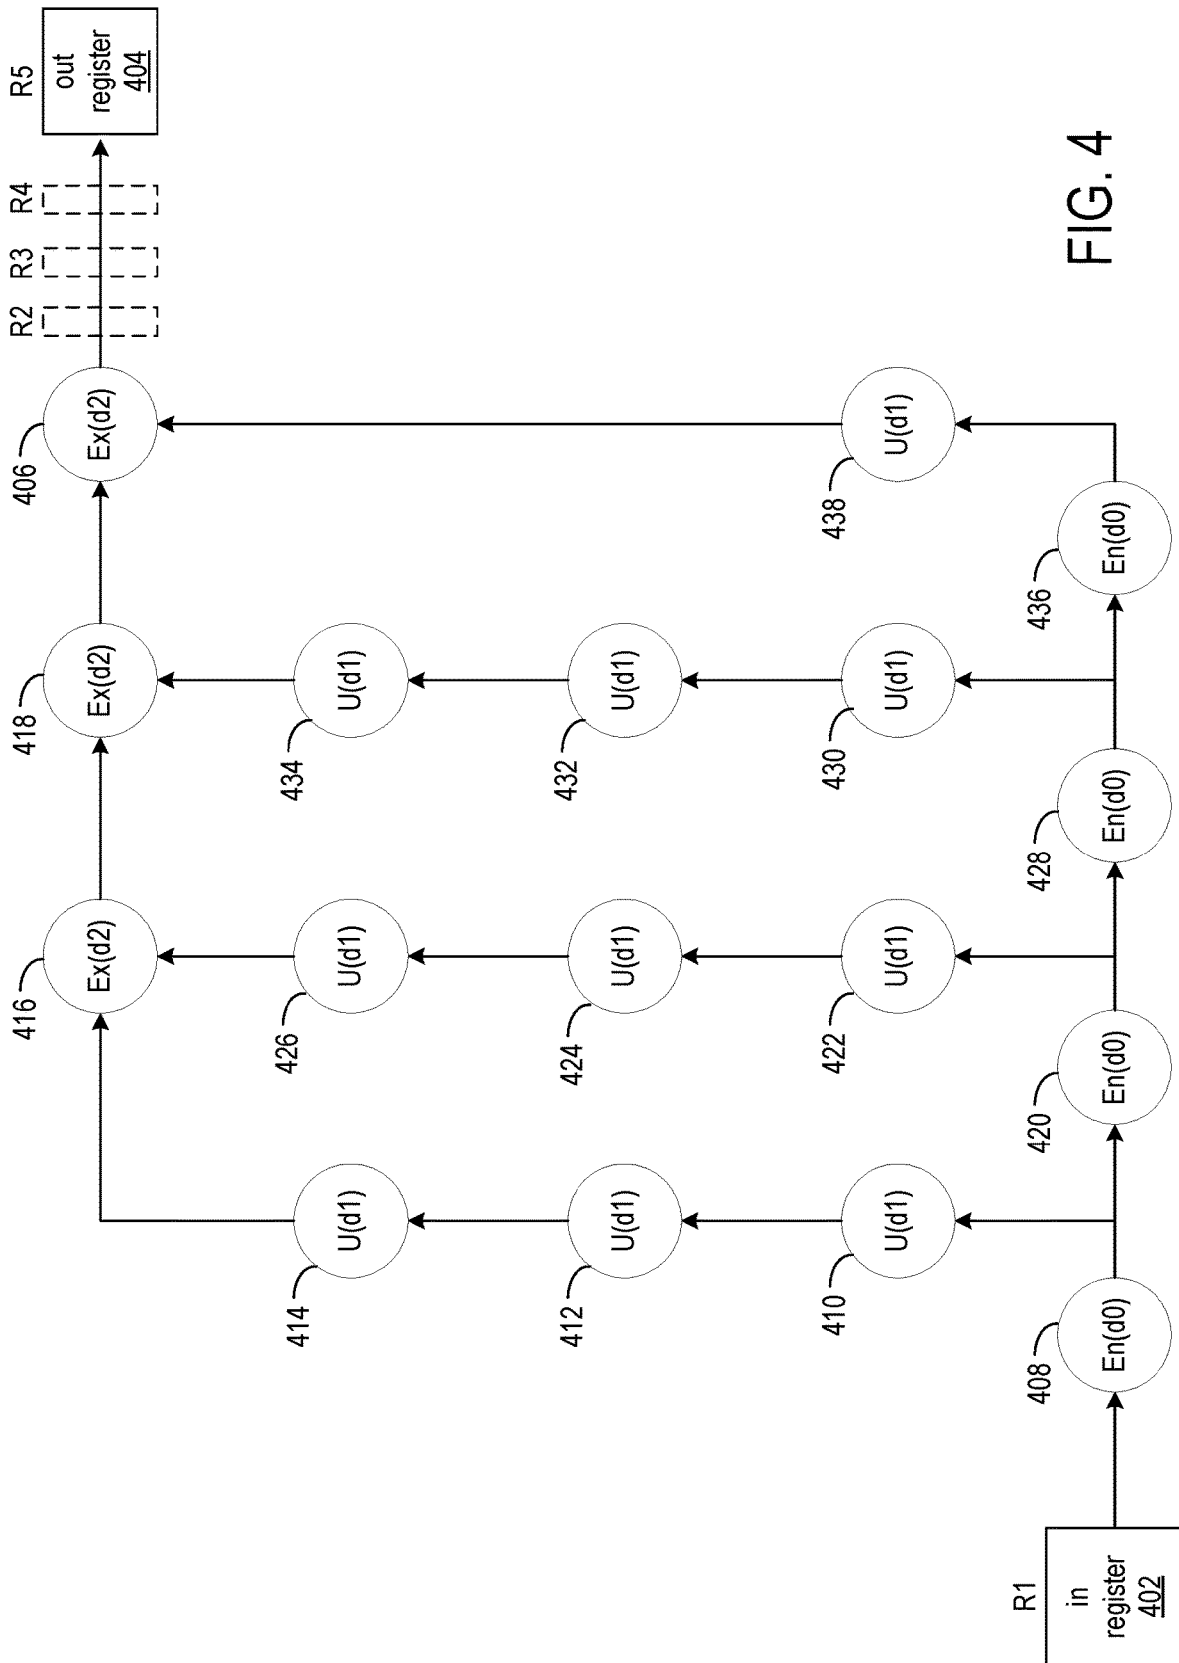 R5
out
register
404
R4
R3
R2
Ex(d2)
406
Ex(d2)
418
Ex(d2)
416
U(d1)
438
U(d1)
434
U(d1)
432
U(d1)
430
U(d1)
426
U(d1)
424
U(d1)
422
U(d1)
414
U(d1)
412
U(d1)
410
En(d0)
436
En(d0)
428
En(d0)
420
En(d0)
408
R1
in
register
402
FIG. 4